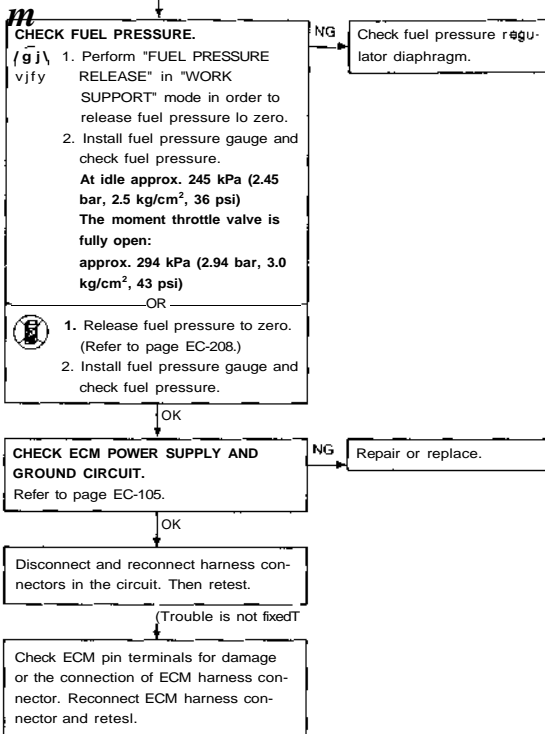 m
CHECK FUEL PRESSURE.
/gj\ 1. Perform "FUEL PRESSURE
vjfy RELEASE" in "WORK
SUPPORT" mode in order to
release fuel pressure lo zero.
2. Install fuel pressure gauge and
check fuel pressure.
At idle approx. 245 kPa (2.45
bar, 2.5 kg/cm², 36 psi)
The moment throttle valve is
fully open:
approx. 294 kPa (2.94 bar, 3.0
kg/cm², 43 psi)
OR
1. Release fuel pressure to zero.
(Refer to page EC-208.)
2. Install fuel pressure gauge and
check fuel pressure.
NG
Check fuel pressure regu-
lator diaphragm.
OK
CHECK ECM POWER SUPPLY AND
GROUND CIRCUIT.
Refer to page EC-105.
NG
Repair or replace.
OK
Disconnect and reconnect harness con-
nectors in the circuit. Then retest.
(Trouble is not fixedT
Check ECM pin terminals for damage
or the connection of ECM harness con-
nector. Reconnect ECM harness con-
nector and retesl.